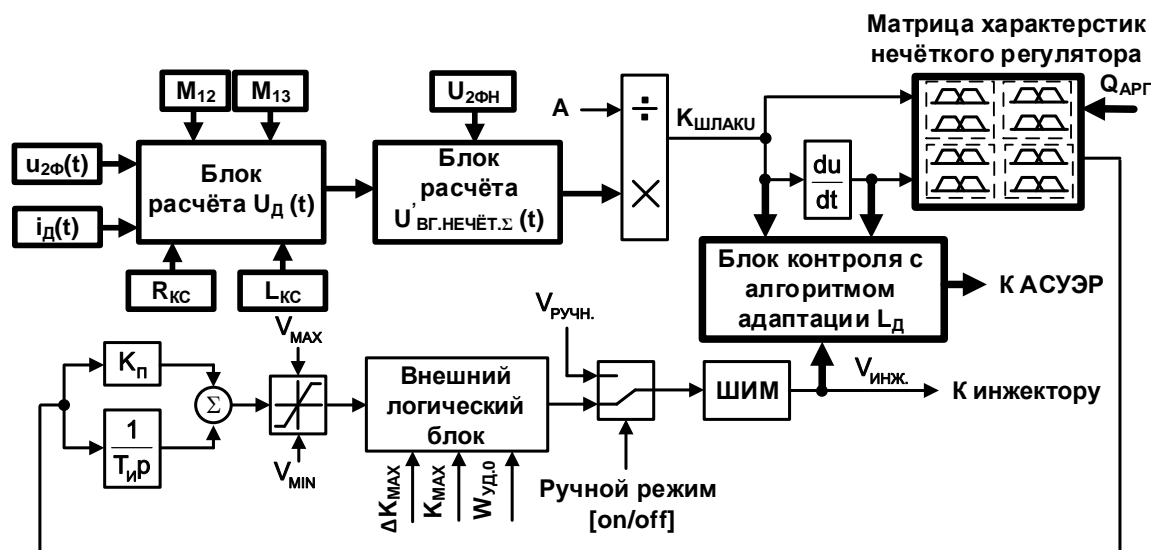 Матрица характерстик
нечёткого регулятора
M12
M13
U2ФН
A
÷
KШЛАКU
QАРГ
u2Ф(t)
iД(t)
Блок
расчёта UД (t)
Блок
расчёта
U'ВГ.НЕЧЁТ.Σ (t)
×
du
dt
RКС
LКС
Блок контроля с
алгоритмом
адаптации LД
К АСУЭР
VРУЧН.
VMAX
KП
Σ
1
TИp
VMIN
Внешний
логический
блок
ШИМ
VИНЖ.
К инжектору
ΔKMAX
KMAX
WУД.0
Ручной режим
[on/off]